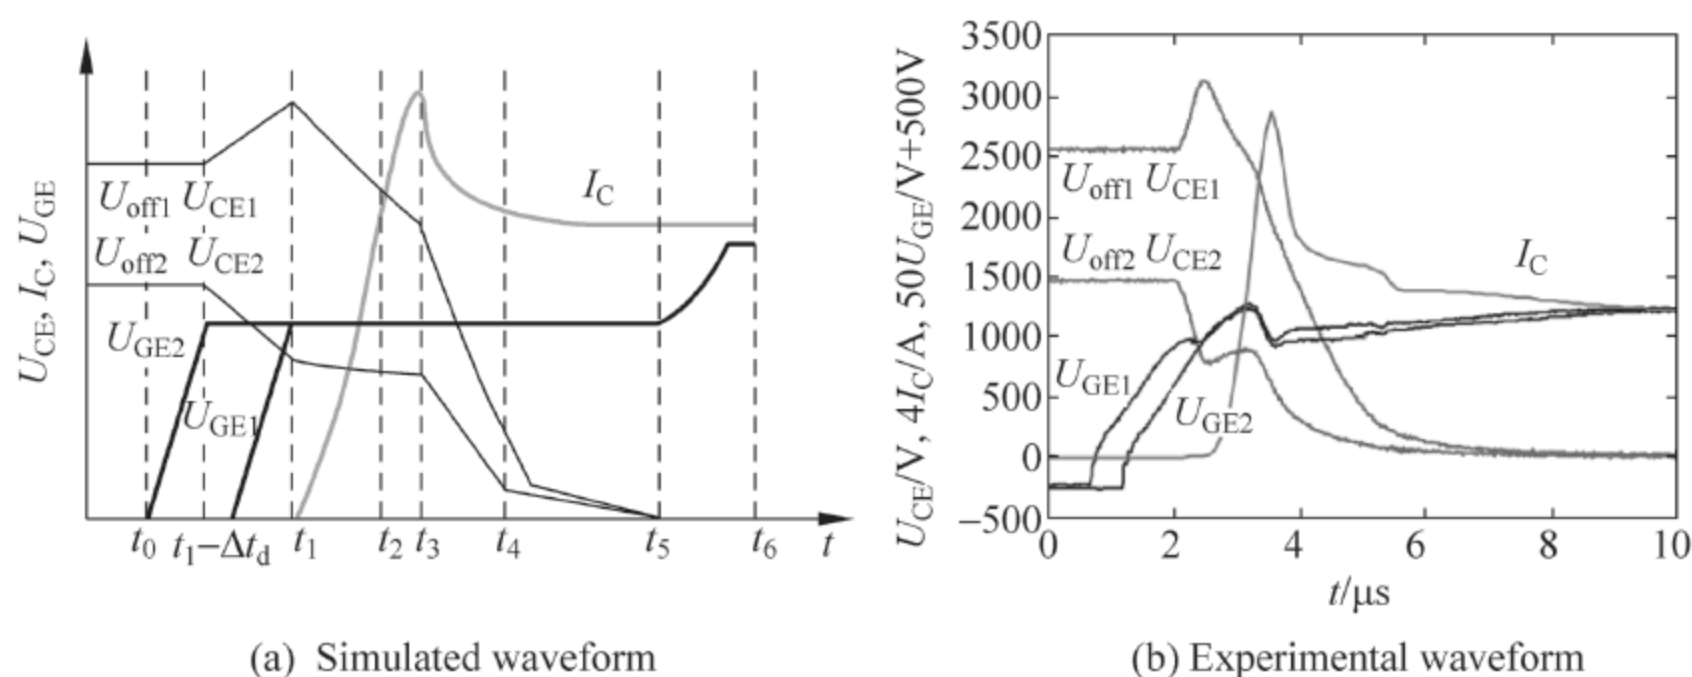 U_CE, I_C, U_GE
U_off1 U_CE1
U_off2 U_CE2
U_GE2
U_GE1
I_C
t_0 t_1−Δt_d t_1 t_2 t_3 t_4 t_5 t_6 t
(a) Simulated waveform
U_CE/V, 4I_C/A, 50U_GE/V+500V
3500
3000
2500
2000
1500
1000
500
0
−500
U_off1 U_CE1
U_off2 U_CE2
I_C
U_GE1
U_GE2
0 2 4 6 8 10
t/μs
(b) Experimental waveform